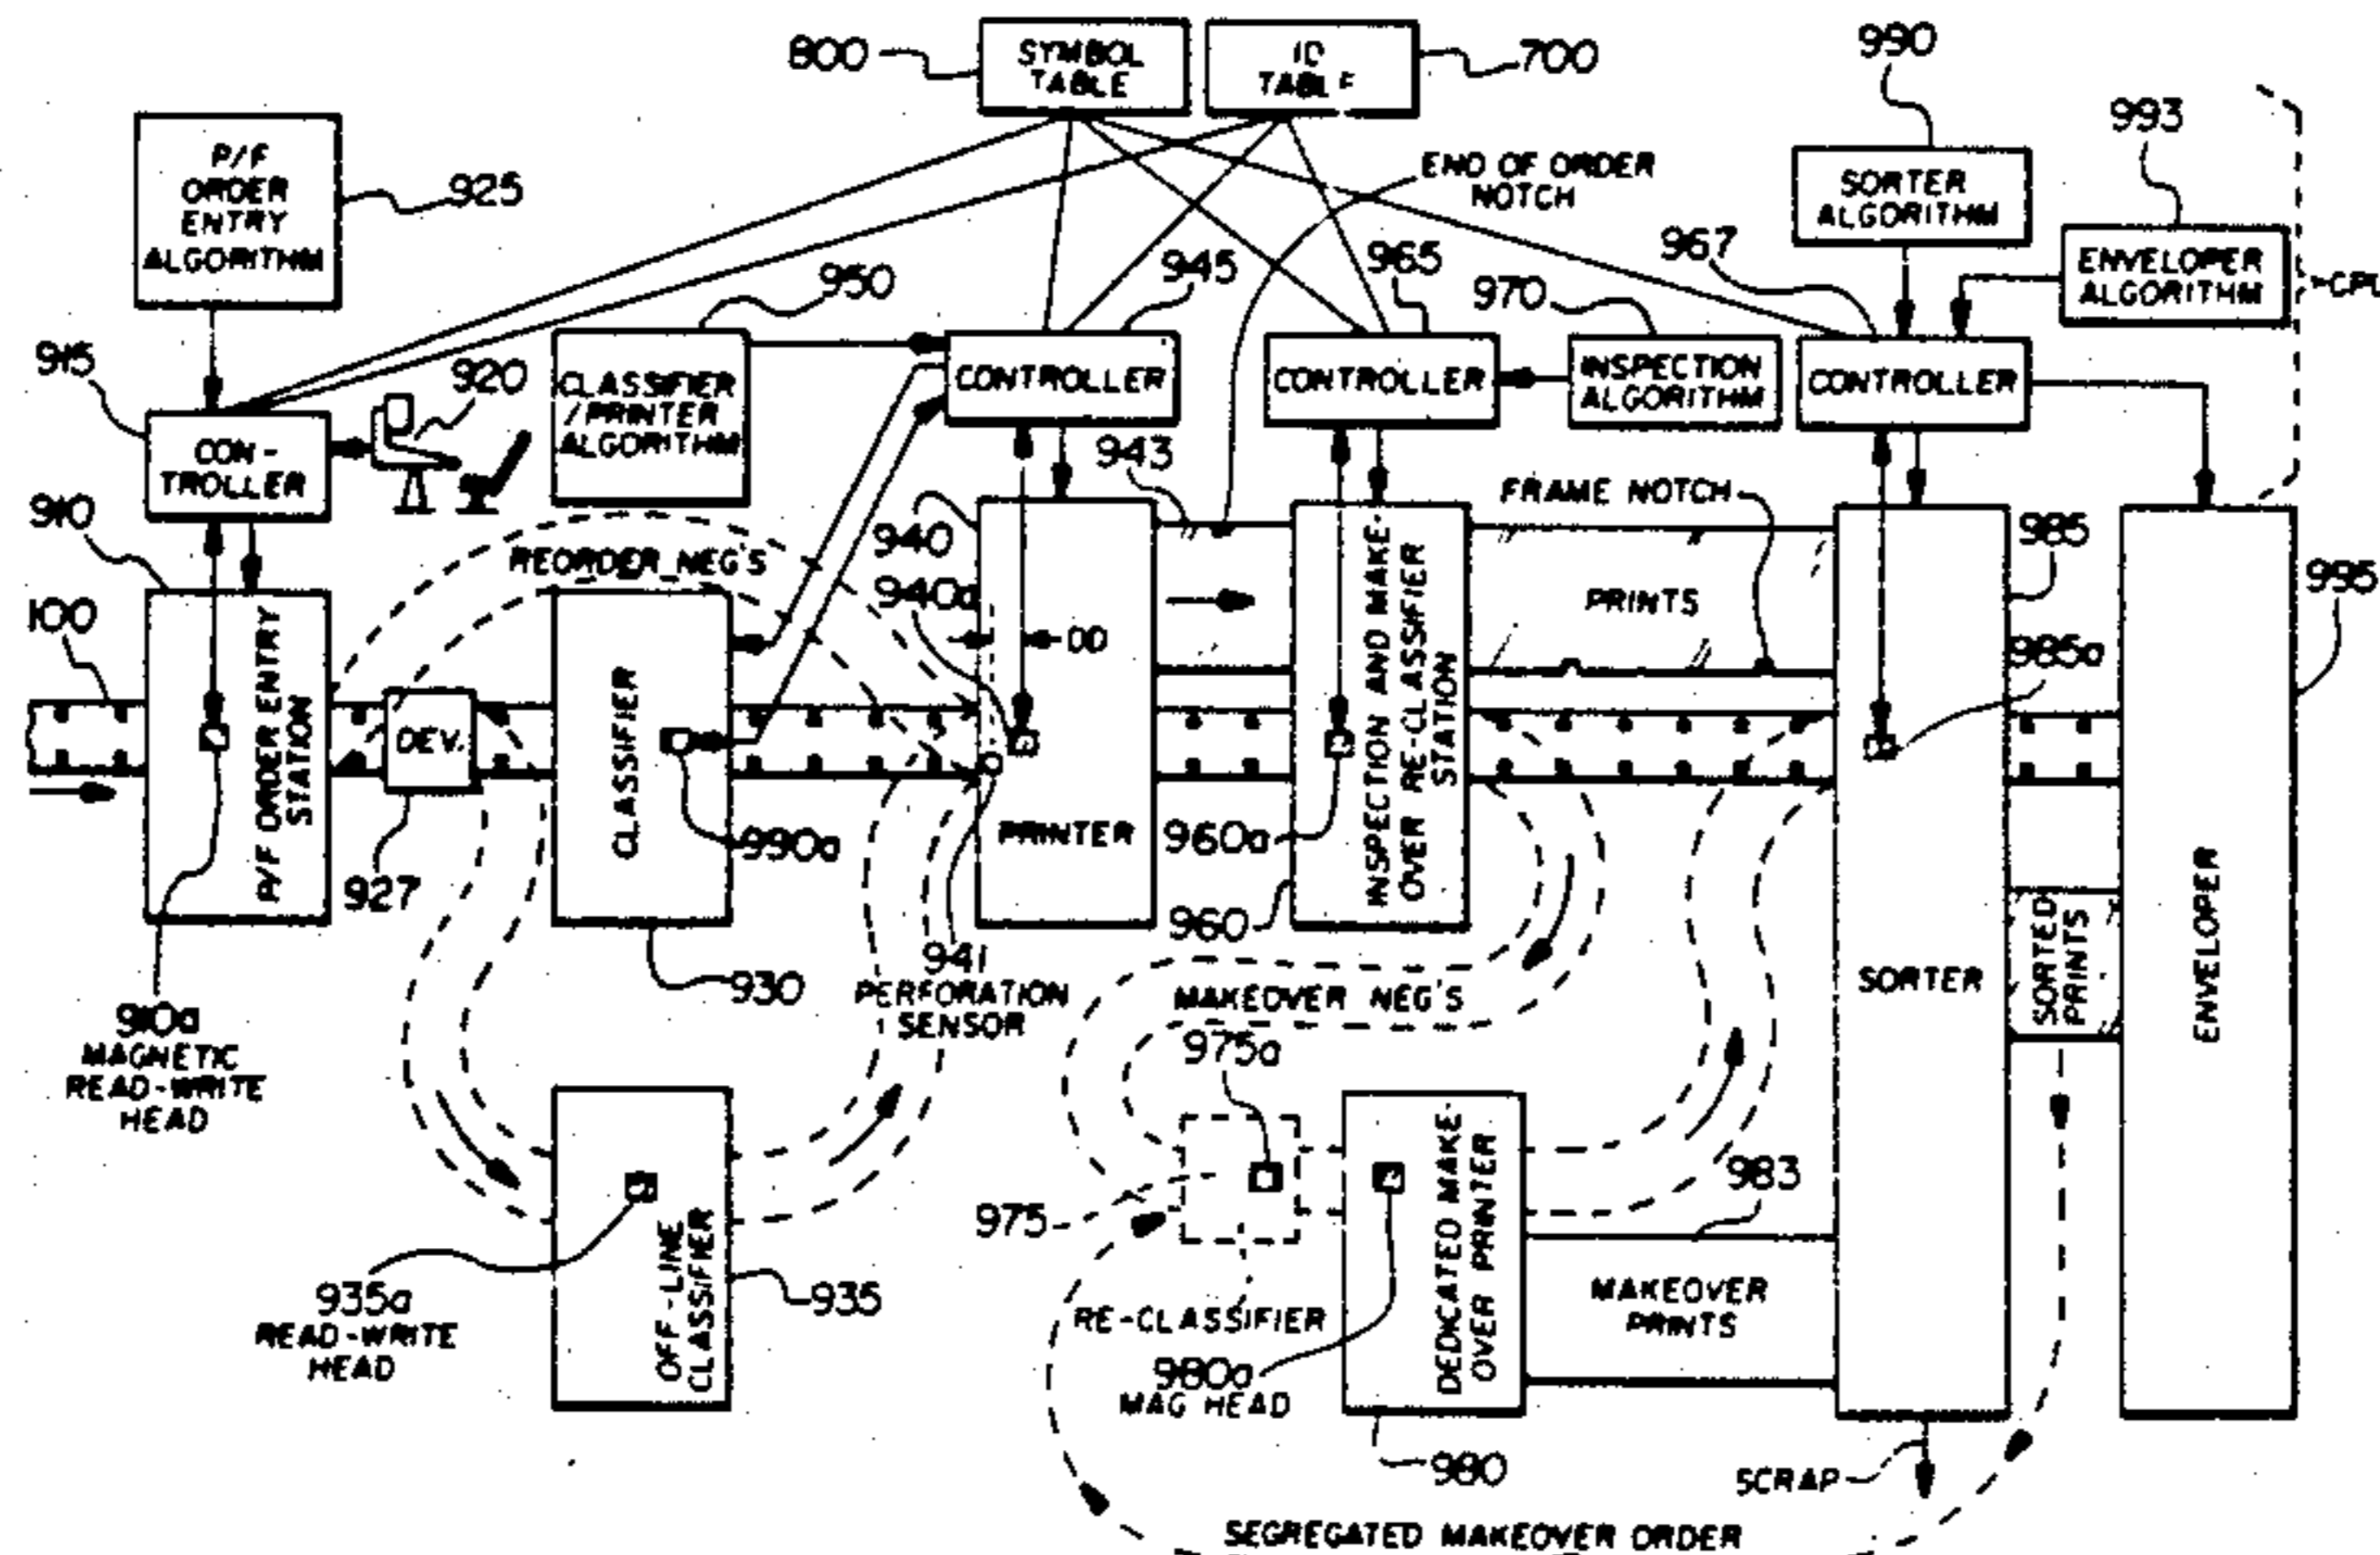 800
SYMBOL
TABLE
ID
700
990
993
P/F
ORDER
ENTRY
ALGORITHM
925
END OF ORDER
NOTCH
SORTER
ALGORITHM
967
ENVELOPER
ALGORITHM
950
945
965
970
915
920
CLASSIFIER
/PRINTER
ALGORITHM
CONTROLLER
CONTROLLER
INSPECTION
ALGORITHM
CONTROLLER
CON-
TROLLER
943
FRAME NOTCH
910
940
985
REORDER NEG'S
940a
995
100
DD
PRINTS
985a
P/F ORDER ENTRY
STATION
DEV.
CLASSIFIER
INSPECTION AND MAKE-
OVER RE-CLASSIFIER
STATION
PRINTER
990a
960a
927
960
930
941
PERFORATION
SENSOR
MAKEOVER NEG'S
SORTER
SORTED
PRINTS
ENVELOPER
910a
MAGNETIC
READ-WRITE
HEAD
975a
975
983
DEDICATED MAKE-
OVER PRINTER
OFF-LINE
CLASSIFIER
935a
READ-WRITE
HEAD
935
RE-CLASSIFIER
MAKEOVER
PRINTS
980a
MAG HEAD
980
SCRAP
SEGREGATED MAKEOVER ORDER